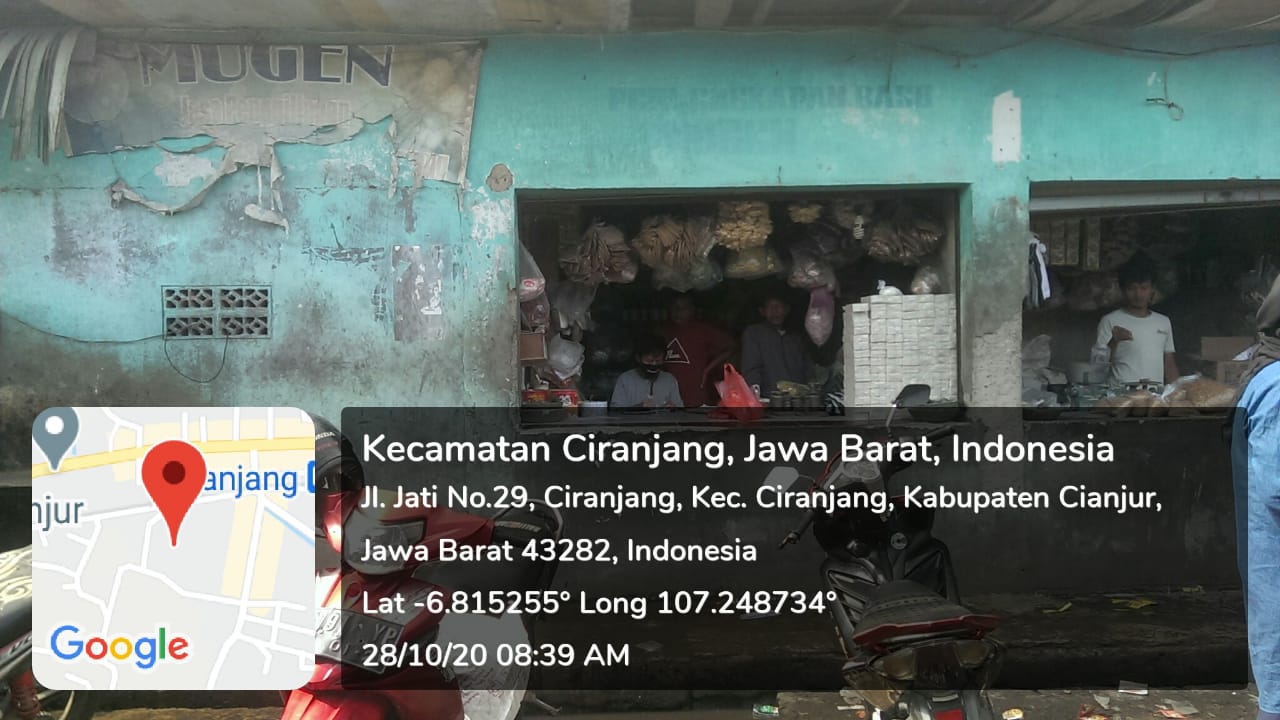 MUGEN
Kecamatan Ciranjang, Jawa Barat, Indonesia
Jl. Jati No.29, Ciranjang, Kec. Ciranjang, Kabupaten Cianjur,
Jawa Barat 43282, Indonesia
Lat -6.815255° Long 107.248734°
28/10/20 08:39 AM
anjang
njur
Google